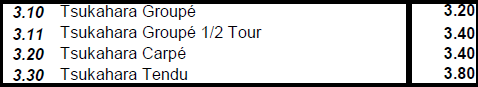 3.10 Tsukahara Groupé 3.20
3.11 Tsukahara Groupé 1/2 Tour 3.40
3.20 Tsukahara Carpé 3.40
3.30 Tsukahara Tendu 3.80